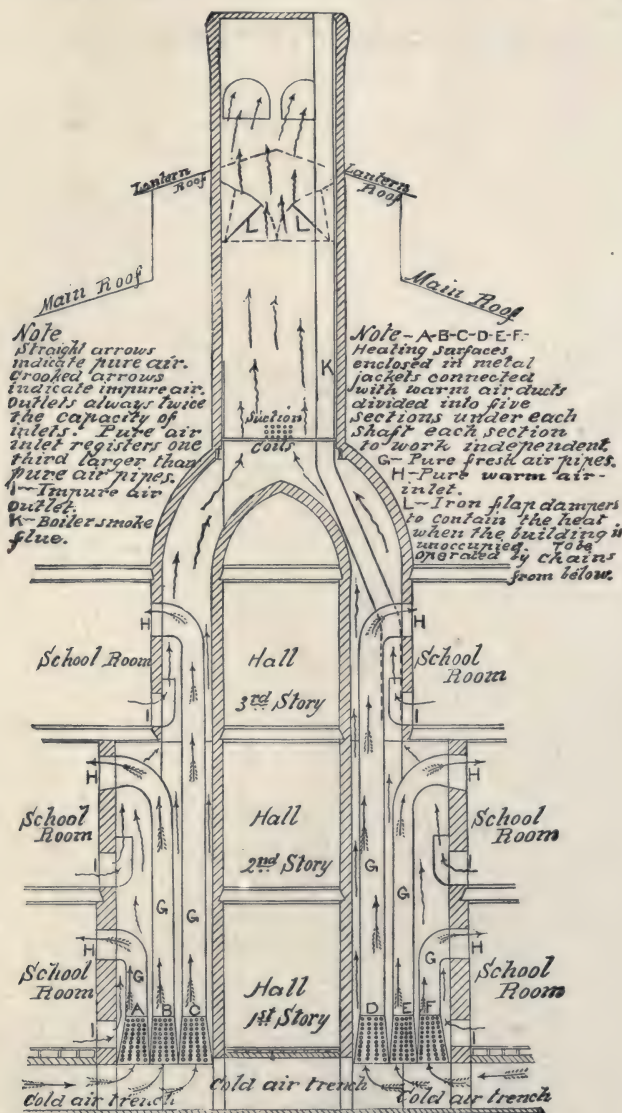 Lantern Roof
Lantern Roof
L L
Main Roof
Main Roof
Note
Straight arrows
indicate pure air.
Crooked arrows
indicate impure air.
Outlets always twice
the capacity of
inlets. Pure air
inlet registers one
third larger than
pure air pipes.
I–Impure air
outlet.
K–Boiler smoke
flue.
Note–A-B-C-D-E-F-
Heating surfaces
enclosed in metal
jackets connected
with warm air ducts
divided into five
sections under each
shaft each section
to work independent.
G–Pure fresh air pipes.
H–Pure warm air-
inlet.
L–Iron flap dampers
to contain the heat
when the building is
unoccupied. To be
operated by chains
from below.
K
Suction
Coils
H H
School Room
Hall
3rd Story
School
Room
I I
H H
School
Room
Hall
2nd Story
School
Room
I I
G G
G G
H H
School
Room
G G
Hall
1st Story
School
Room
A B C D E F
I I
Cold air trench
Cold air trench
Cold air trench